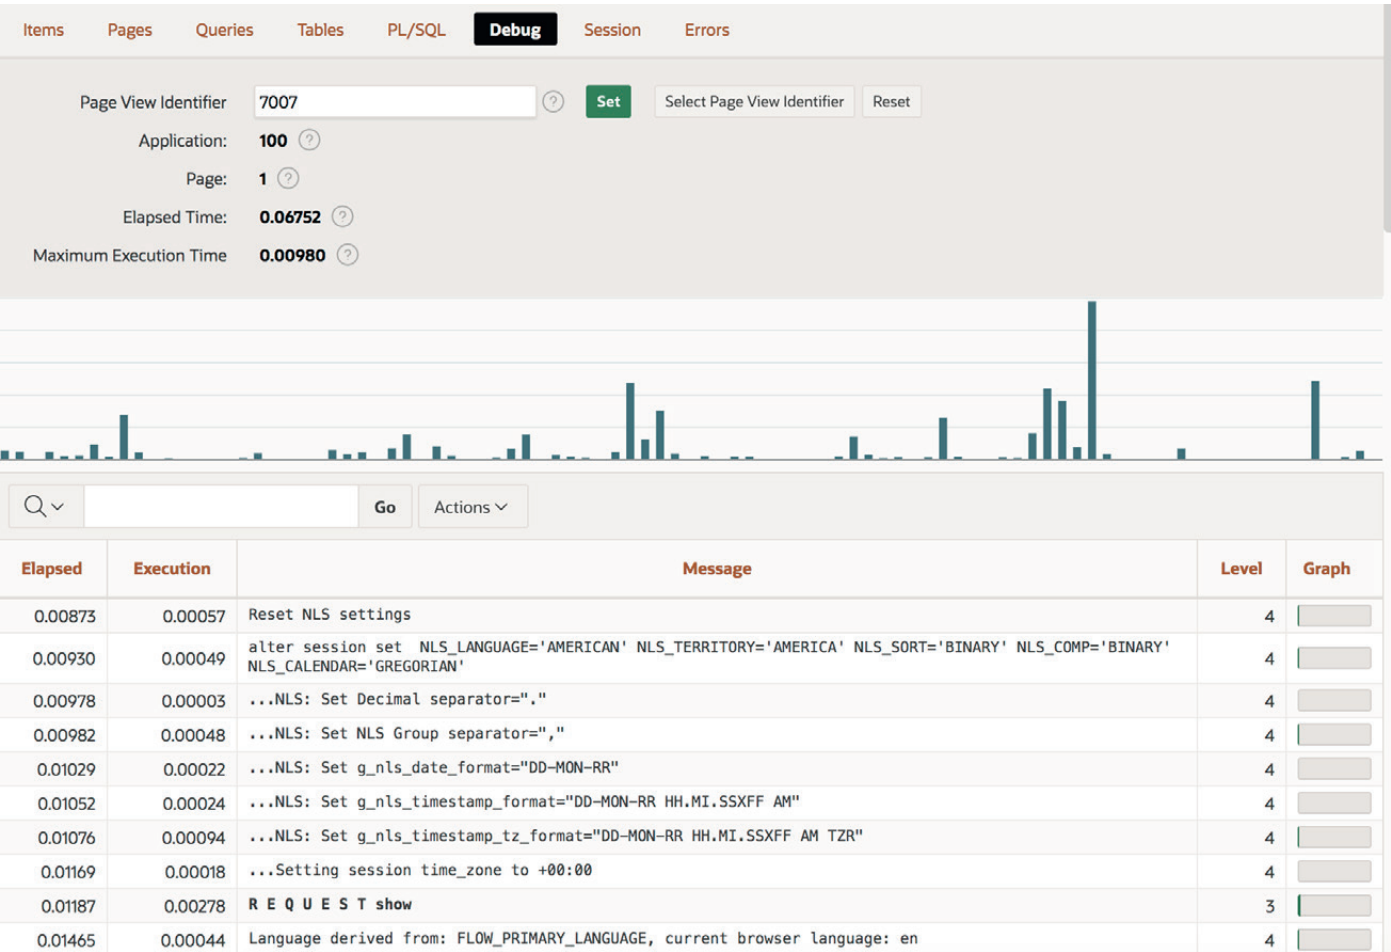 Items Pages Queries Tables PL/SQL Debug Session Errors
Page View Identifier 7007 ? Set Select Page View Identifier Reset
Application: 100 ?
Page: 1 ?
Elapsed Time: 0.06752 ?
Maximum Execution Time 0.00980 ?
Go Actions
Elapsed Execution Message Level Graph
0.00873 0.00057 Reset NLS settings 4
0.00930 0.00049 alter session set  NLS_LANGUAGE='AMERICAN' NLS_TERRITORY='AMERICA' NLS_SORT='BINARY' NLS_COMP='BINARY' 4
NLS_CALENDAR='GREGORIAN'
0.00978 0.00003 ...NLS: Set Decimal separator="." 4
0.00982 0.00048 ...NLS: Set NLS Group separator="," 4
0.01029 0.00022 ...NLS: Set g_nls_date_format="DD-MON-RR" 4
0.01052 0.00024 ...NLS: Set g_nls_timestamp_format="DD-MON-RR HH.MI.SSXFF AM" 4
0.01076 0.00094 ...NLS: Set g_nls_timestamp_tz_format="DD-MON-RR HH.MI.SSXFF AM TZR" 4
0.01169 0.00018 ...Setting session time_zone to +00:00 4
0.01187 0.00278 R E Q U E S T show 3
0.01465 0.00044 Language derived from: FLOW_PRIMARY_LANGUAGE, current browser language: en 4